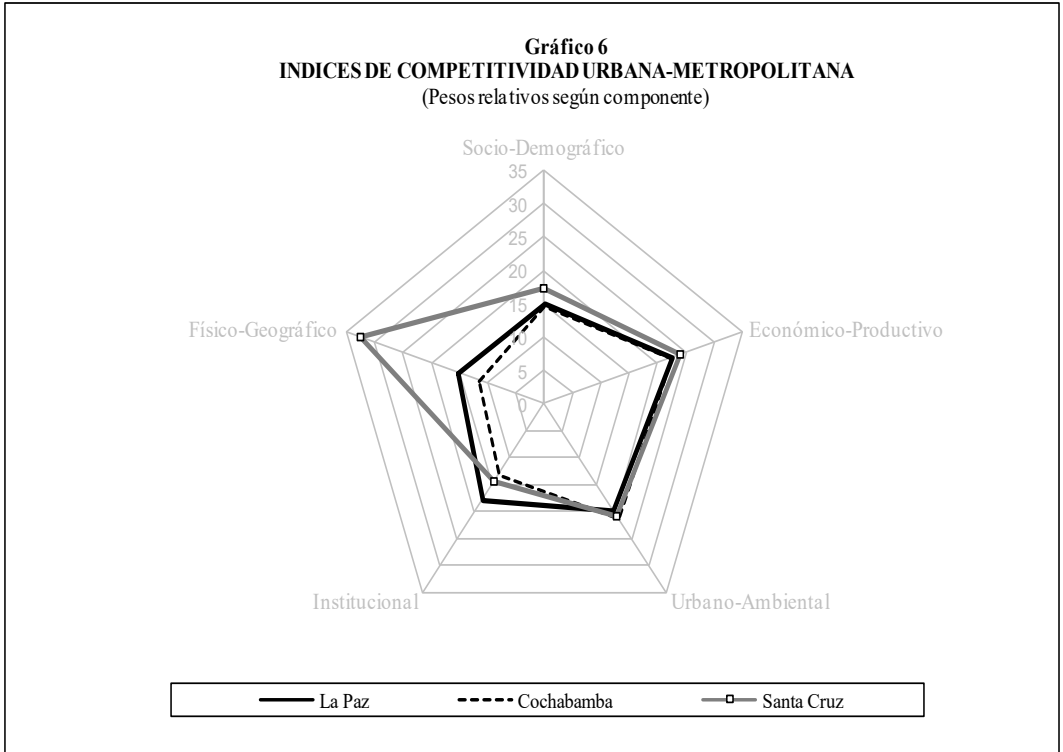 Gráfico 6
INDICES DE COMPETITIVIDAD URBANA-METROPOLITANA
(Pesos relativos según componente)
Socio-Demográfico
35
30
25
20
15
10
5
0
Físico-Geográfico
Económico-Productivo
Institucional
Urbano-Ambiental
La Paz
Cochabamba
Santa Cruz